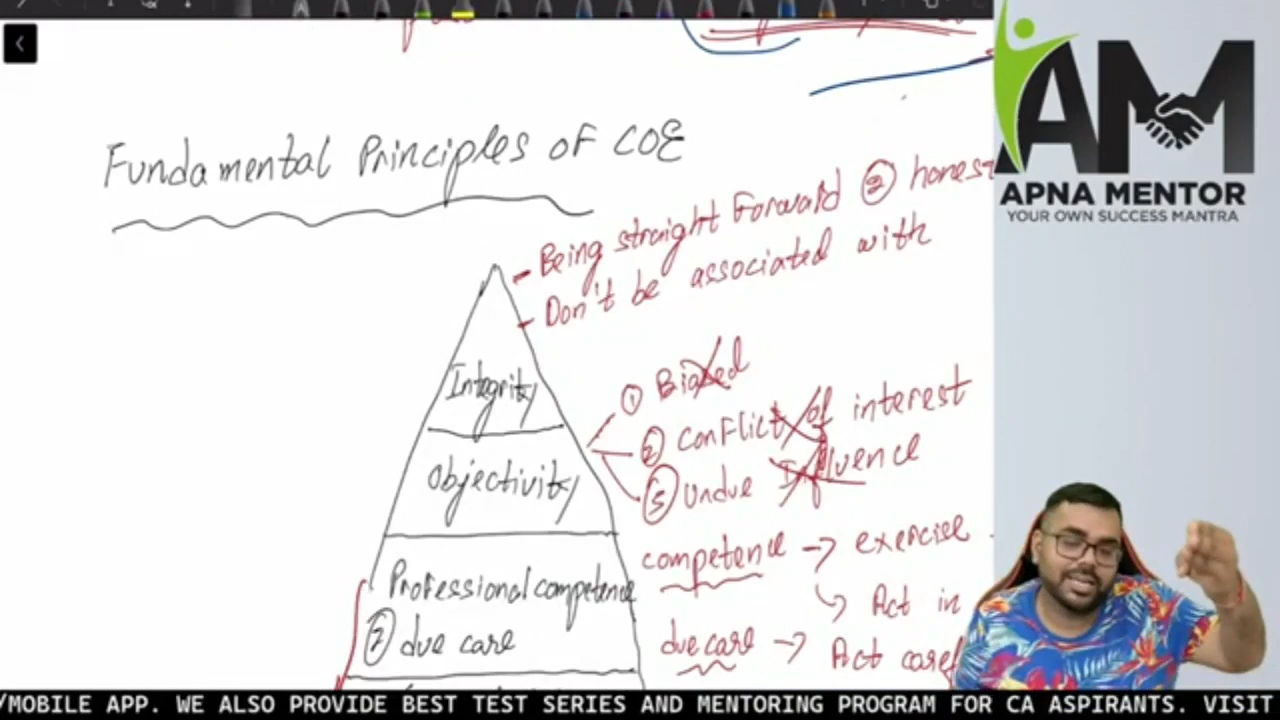 AM
APNA MENTOR
YOUR OWN SUCCESS MANTRA
Fundamental Principles OF COE
- Being straight Forward & honest
- Don't be associated with
Integrity
① Biased
② Conflict of interest
③ Undue Influence
Objectivity
Professional competence
& due care
competence → exercise
↳ Act in
due care → Act caref
/MOBILE APP. WE ALSO PROVIDE BEST TEST SERIES AND MENTORING PROGRAM FOR CA ASPIRANTS. VISIT